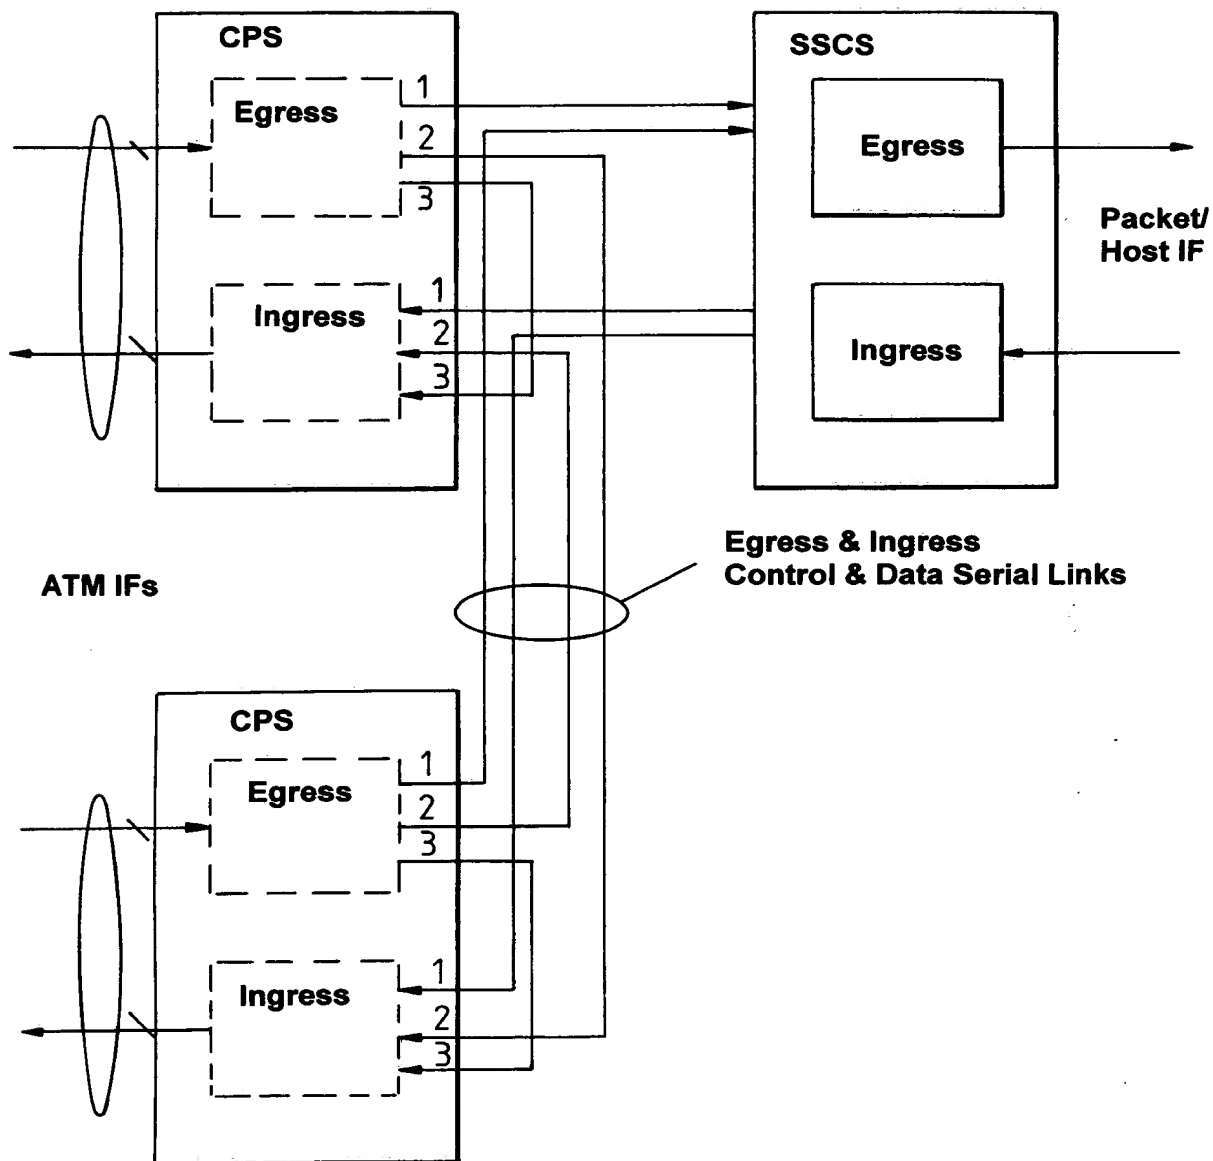 CPS
Egress
1
2
3
Ingress
1
2
3
SSCS
Egress
Ingress
Packet/
Host IF
Egress & Ingress
Control & Data Serial Links
ATM IFs
CPS
Egress
1
2
3
Ingress
1
2
3